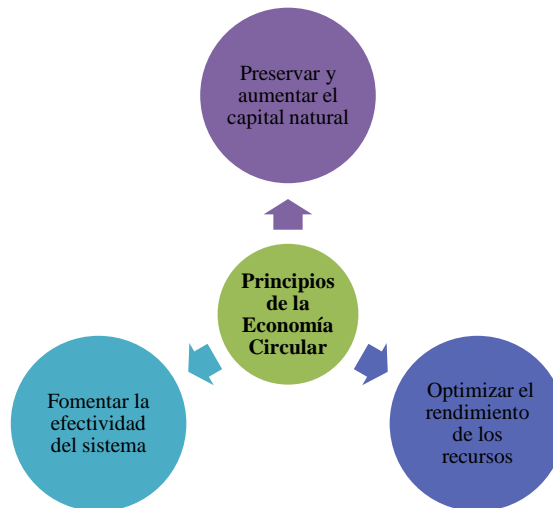 Preservar y
aumentar el
capital natural
Principios
de la
Economía
Circular
Fomentar la
efectividad
del sistema
Optimizar el
rendimiento
de los
recursos